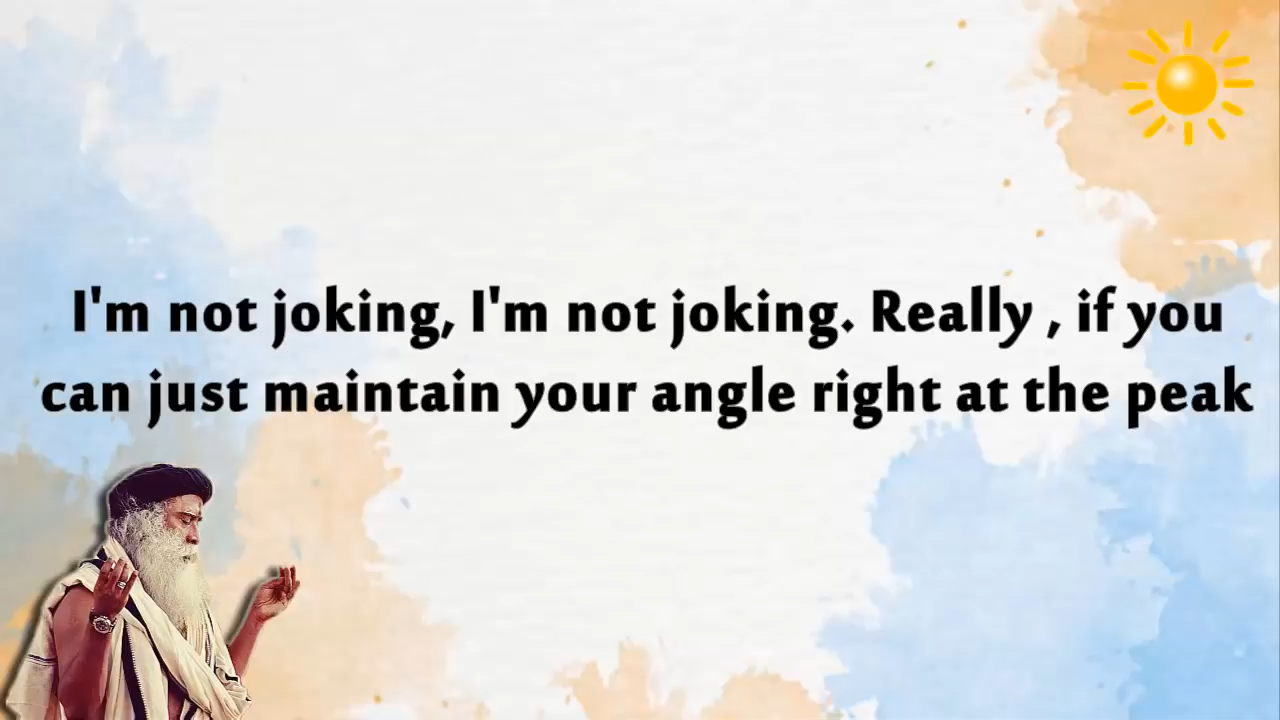 I'm not joking, I'm not joking. Really , if you
can just maintain your angle right at the peak